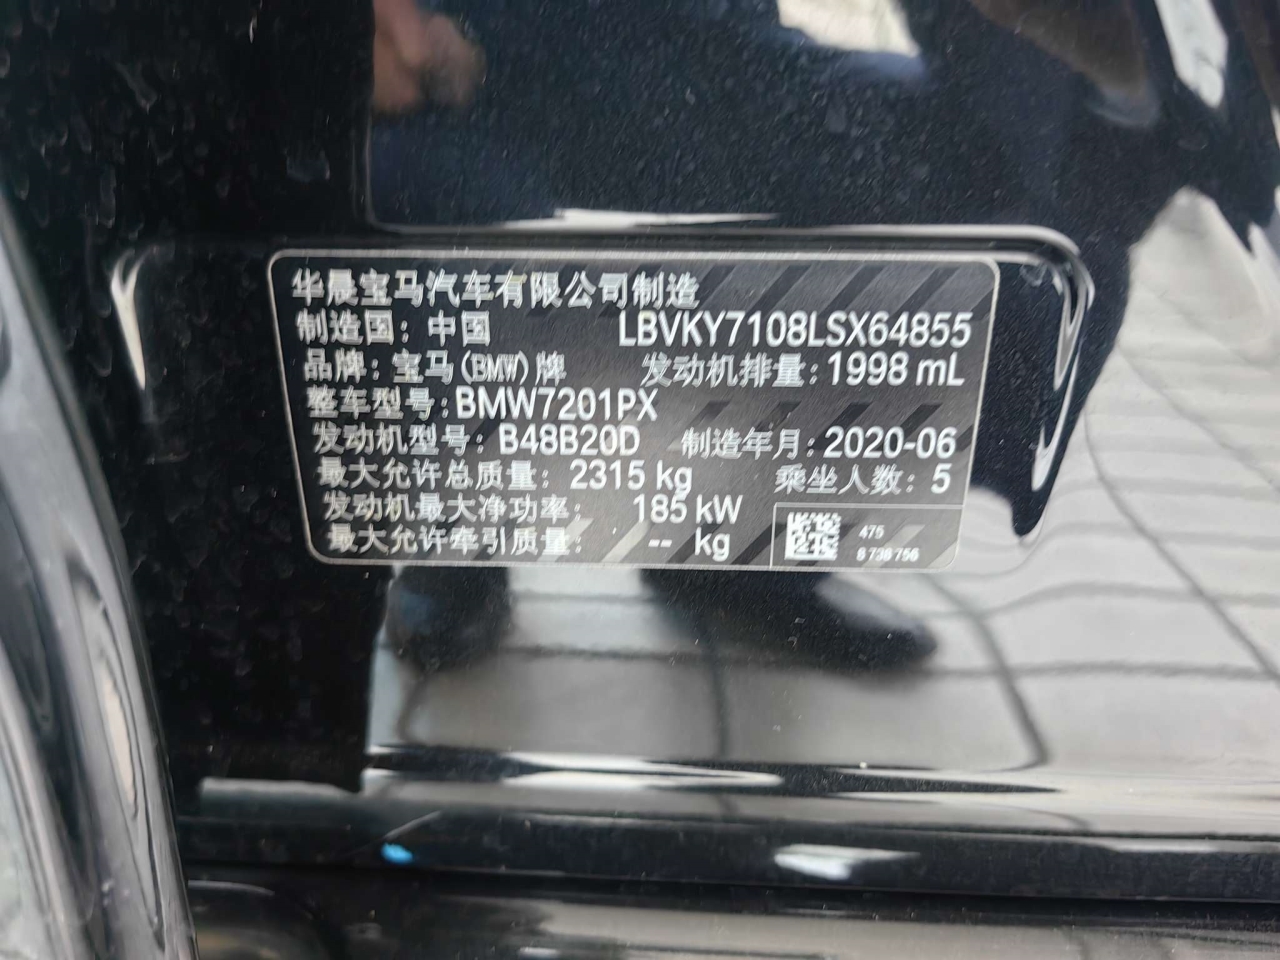 华晨宝马汽车有限公司制造
制造国：中国 LBVKY7108LSX64855
品牌：宝马(BMW)牌 发动机排量：1998 mL
整车型号：BMW7201PX
发动机型号：B48B20D 制造年月：2020-06
最大允许总质量：2315 kg 乘坐人数：5
发动机最大净功率：185 kW
最大允许牵引质量：-- kg
475
8 738 756